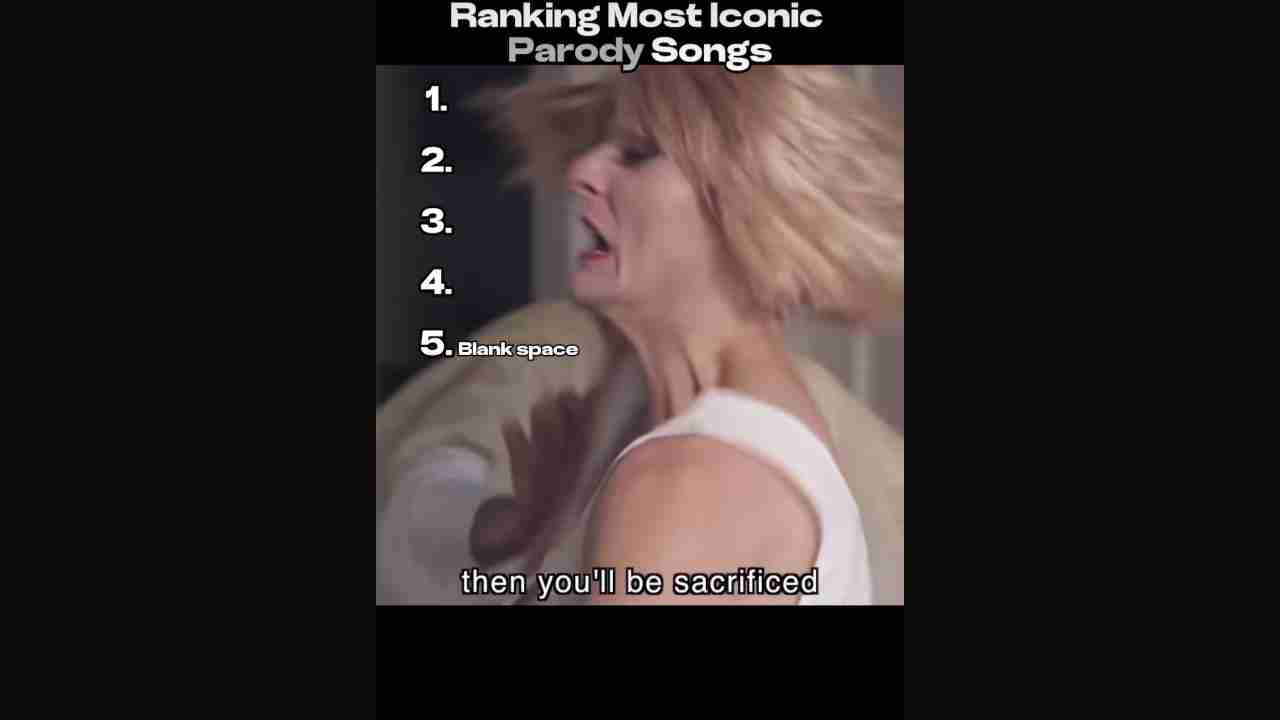 Ranking Most Iconic
Parody Songs
1.
2.
3.
4.
5. Blank space
then you'll be sacrificed